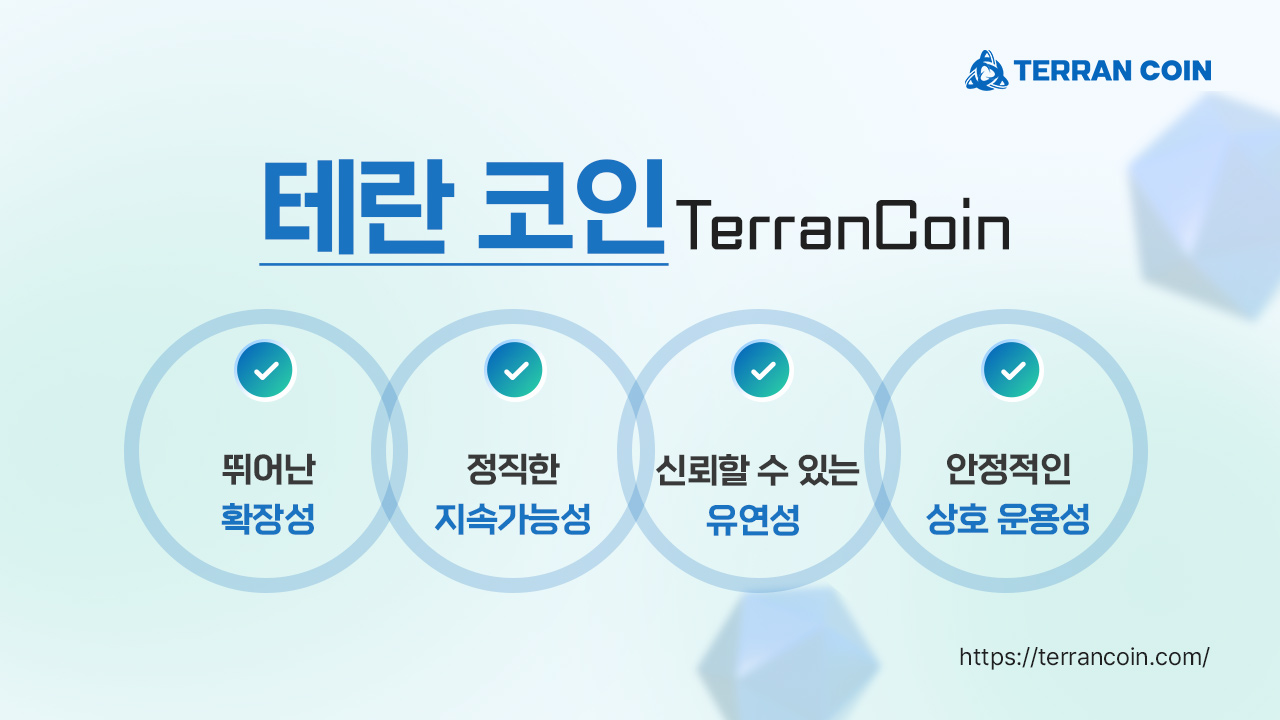 TERRAN COIN
테란 코인 TerranCoin
뛰어난
확장성
정직한
지속가능성
신뢰할 수 있는
유연성
안정적인
상호 운용성
https://terrancoin.com/